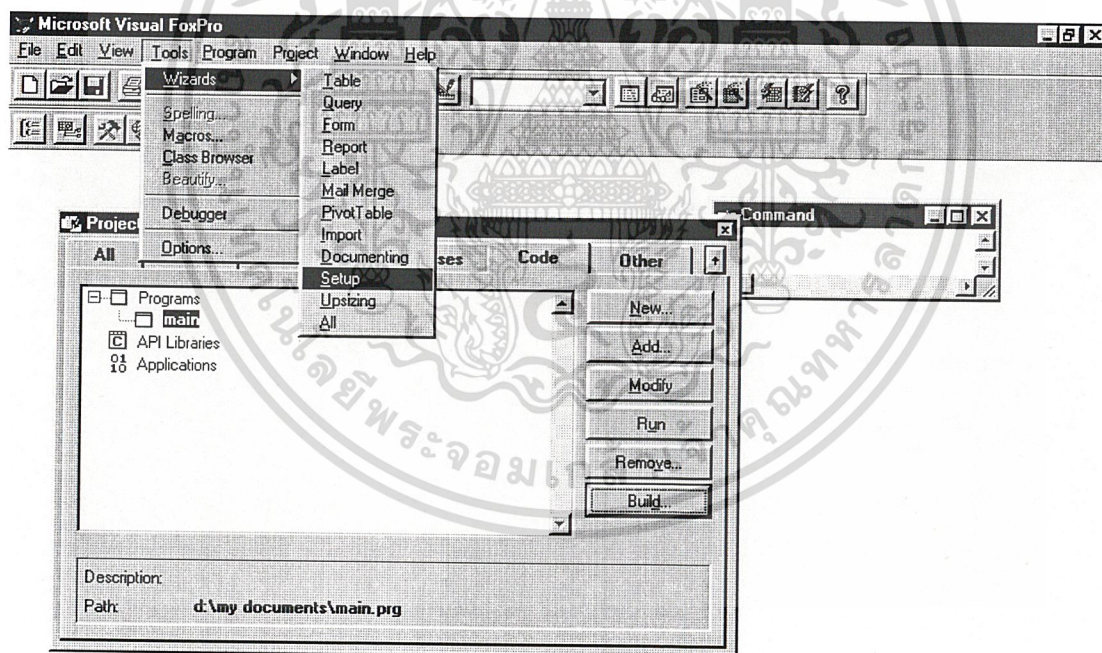 Microsoft Visual FoxPro
File Edit View Tools Program Project Window Help
Wizards
Spelling...
Macros...
Class Browser
Beautify...
Debugger
Options...
Table
Query
Form
Report
Label
Mail Merge
PivotTable
Import
Documenting
Setup
Upsizing
All
Command
Projec
All
ses
Code
Other
Programs
main
API Libraries
Applications
New...
Add...
Modify
Run
Remove...
Build...
Description:
Path: d:\my documents\main.prg